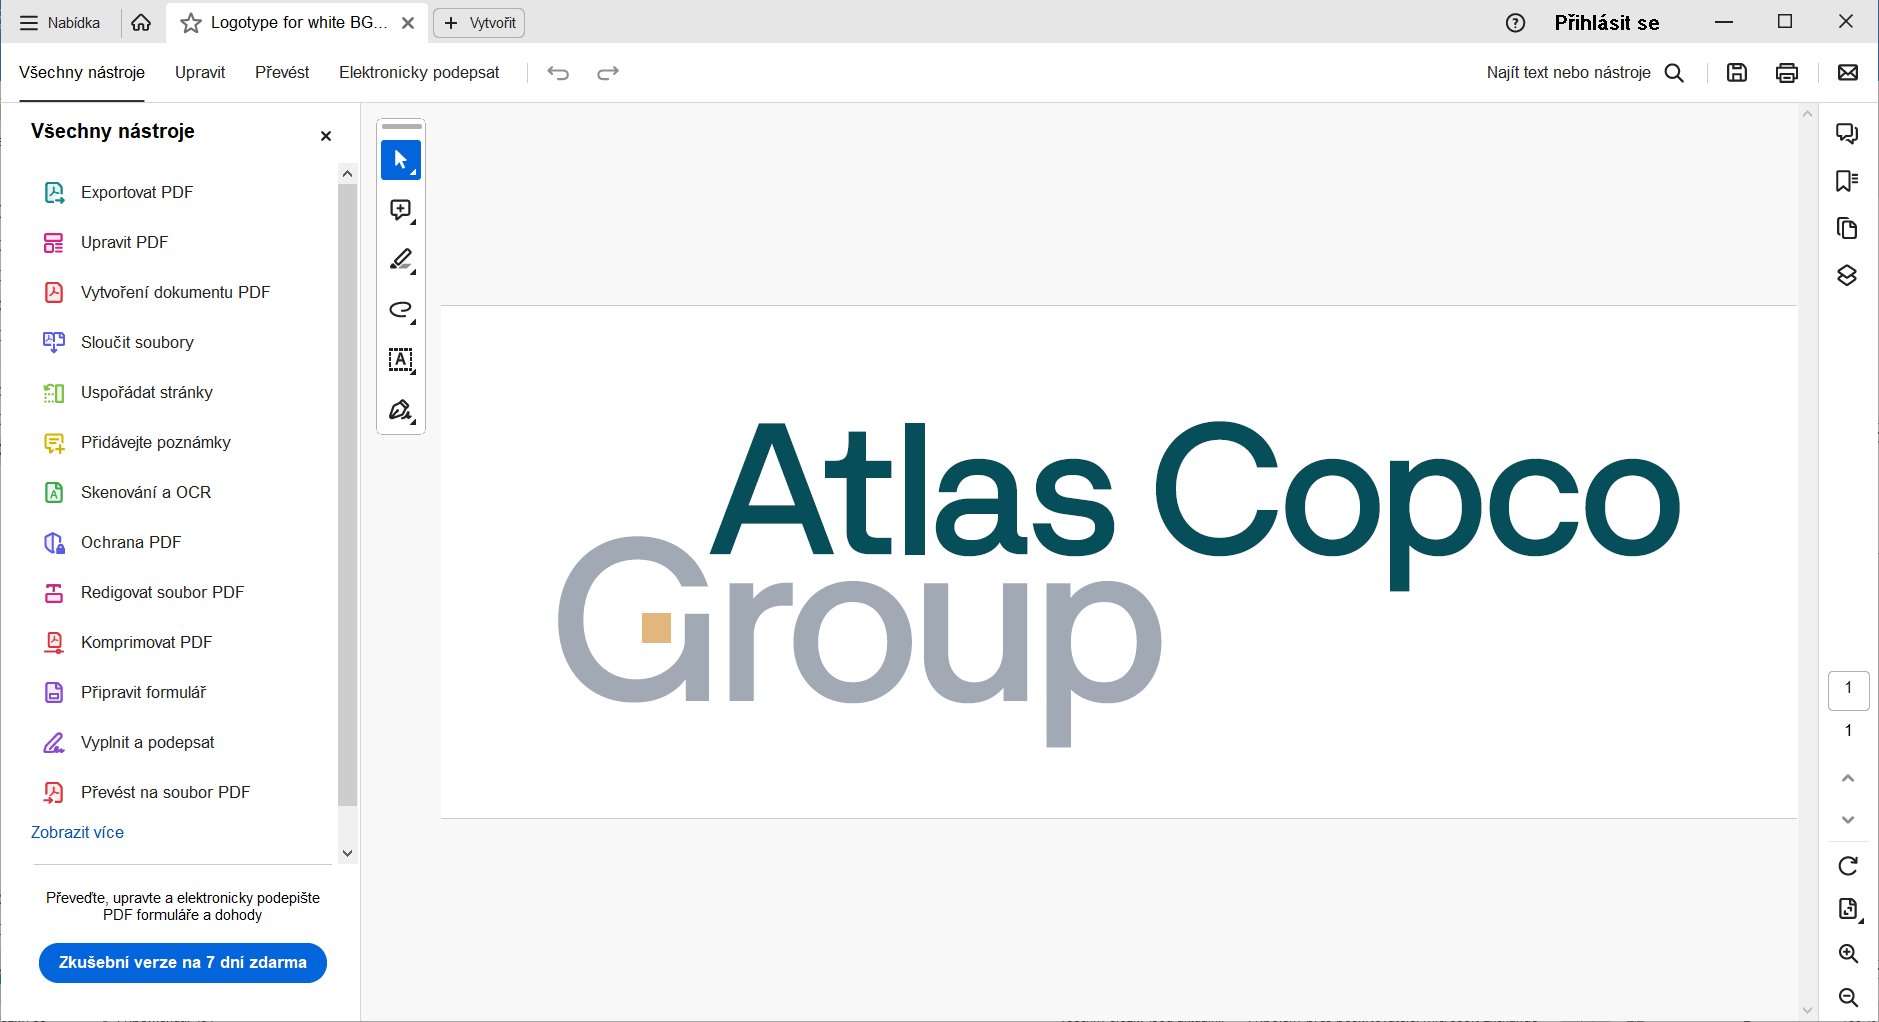 Nabídka
Logotype for white BG...
Vytvořit
Přihlásit se
Všechny nástroje
Upravit
Převést
Elektronicky podepsat
Najít text nebo nástroje
Všechny nástroje
Exportovat PDF
Upravit PDF
Vytvoření dokumentu PDF
Sloučit soubory
Uspořádat stránky
Přidávejte poznámky
Skenování a OCR
Ochrana PDF
Redigovat soubor PDF
Komprimovat PDF
Připravit formulář
Vyplnit a podepsat
Převést na soubor PDF
Zobrazit více
Převeďte, upravte a elektronicky podepište
PDF formuláře a dohody
Zkušební verze na 7 dní zdarma
Atlas Copco
Group
1
1